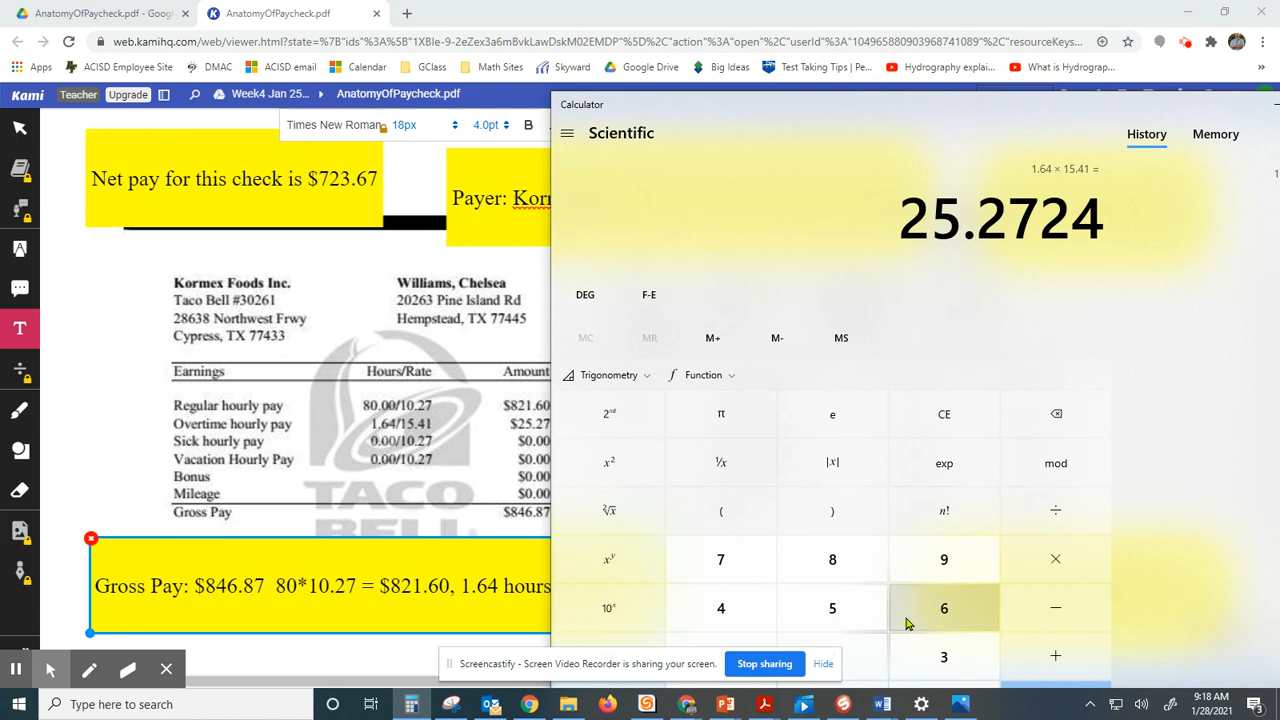 AnatomyOfPaycheck.pdf - Goog
AnatomyOfPaycheck.pdf
web.kamihq.com/web/viewer.html?state=%7B"ids"%3A%5B"1XBIe-9-2eZex3a6mBvkLawDskM02EMDP"%5D%2C"action"%3A"open"%2C"userId"%3A"104965880903968741089"%2C"resourceKeys...
Apps ACISD Employee Site DMAC ACISD email Calendar GClass Math Sites Skyward Google Drive Big Ideas Test Taking Tips | Pe... Hydrography explai... What is Hydrograp...
Kami Teacher Upgrade Week4 Jan 25... AnatomyOfPaycheck.pdf
Times New Roman 18px 4.0pt B
Net pay for this check is $723.67
Payer: Korm
Kormex Foods Inc. Williams, Chelsea
Taco Bell #30261 20263 Pine Island Rd
28638 Northwest Frwy Hempstead, TX 77445
Cypress, TX 77433
Earnings Hours/Rate Amount
Regular hourly pay 80.00/10.27 $821.60
Overtime hourly pay 1.64/15.41 $25.27
Sick hourly pay 0.00/10.27 $0.00
Vacation Hourly Pay 0.00/10.27 $0.00
Bonus $0.00
Mileage $0.00
Gross Pay $846.87
TACO
BELL
Gross Pay: $846.87 80*10.27 = $821.60, 1.64 hours
Calculator
Scientific
History Memory
1.64 × 15.41 =
25.2724
DEG F-E
MC MR M+ M- MS
Trigonometry Function
2nd π e CE
x² ¹/x |x| exp mod
²√x ( ) n! ÷
xʸ 7 8 9 ×
10ˣ 4 5 6 −
3 +
Screencastify - Screen Video Recorder is sharing your screen. Stop sharing Hide
Type here to search
9:18 AM
1/28/2021
3